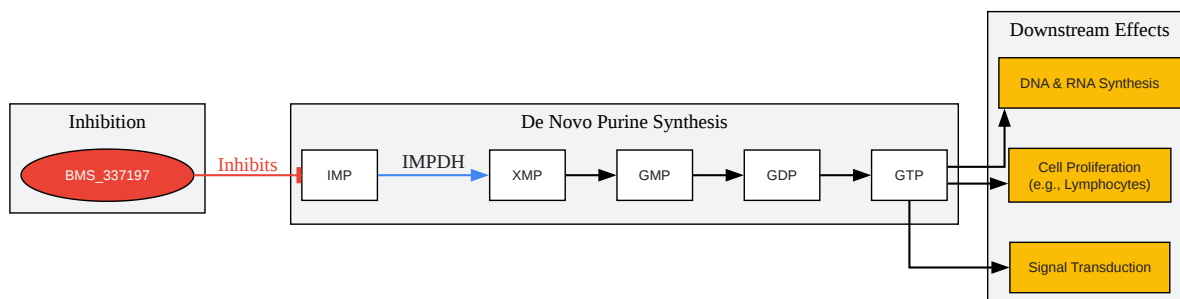 Inhibition
BMS_337197
Inhibits
De Novo Purine Synthesis
IMP
IMPDH
XMP
GMP
GDP
GTP
Downstream Effects
DNA & RNA Synthesis
Cell Proliferation
(e.g., Lymphocytes)
Signal Transduction